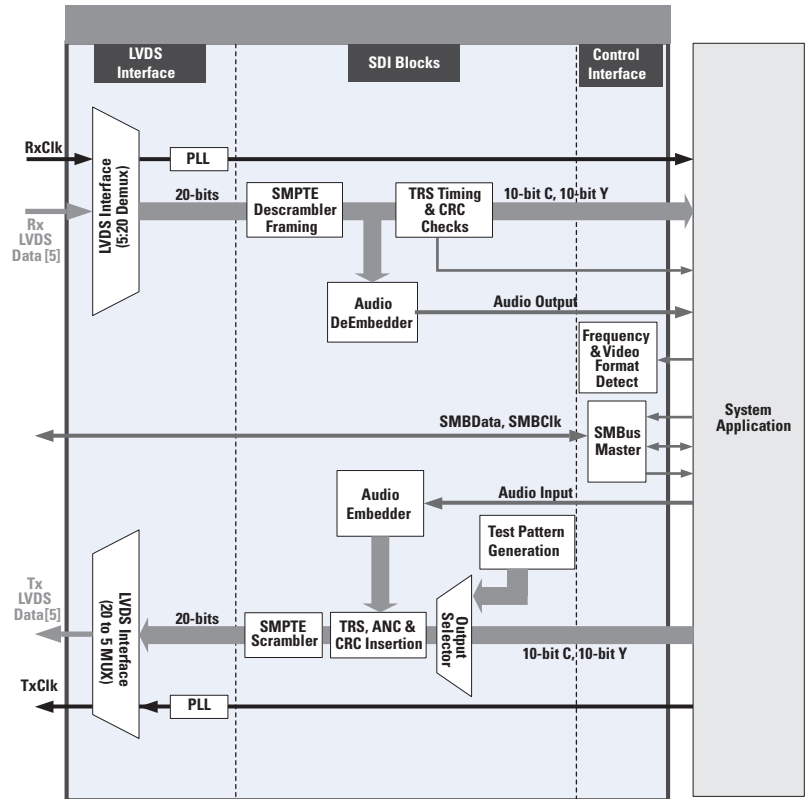 LVDS
Interface
SDI Blocks
Control
Interface
RxClk
PLL
LVDS Interface
(5:20 Demux)
20-bits
SMPTE
Descrambler
Framing
TRS Timing
& CRC
Checks
10-bit C, 10-bit Y
Rx
LVDS
Data [5]
Audio
DeEmbedder
Audio Output
Frequency
& Video
Format
Detect
System
Application
SMBData, SMBClk
SMBus
Master
Audio
Embedder
Audio Input
Test Pattern
Generation
Tx
LVDS
Data[5]
LVDS Interface
(20 to 5 MUX)
20-bits
SMPTE
Scrambler
TRS, ANC &
CRC Insertion
Output
Selector
10-bit C, 10-bit Y
TxClk
PLL